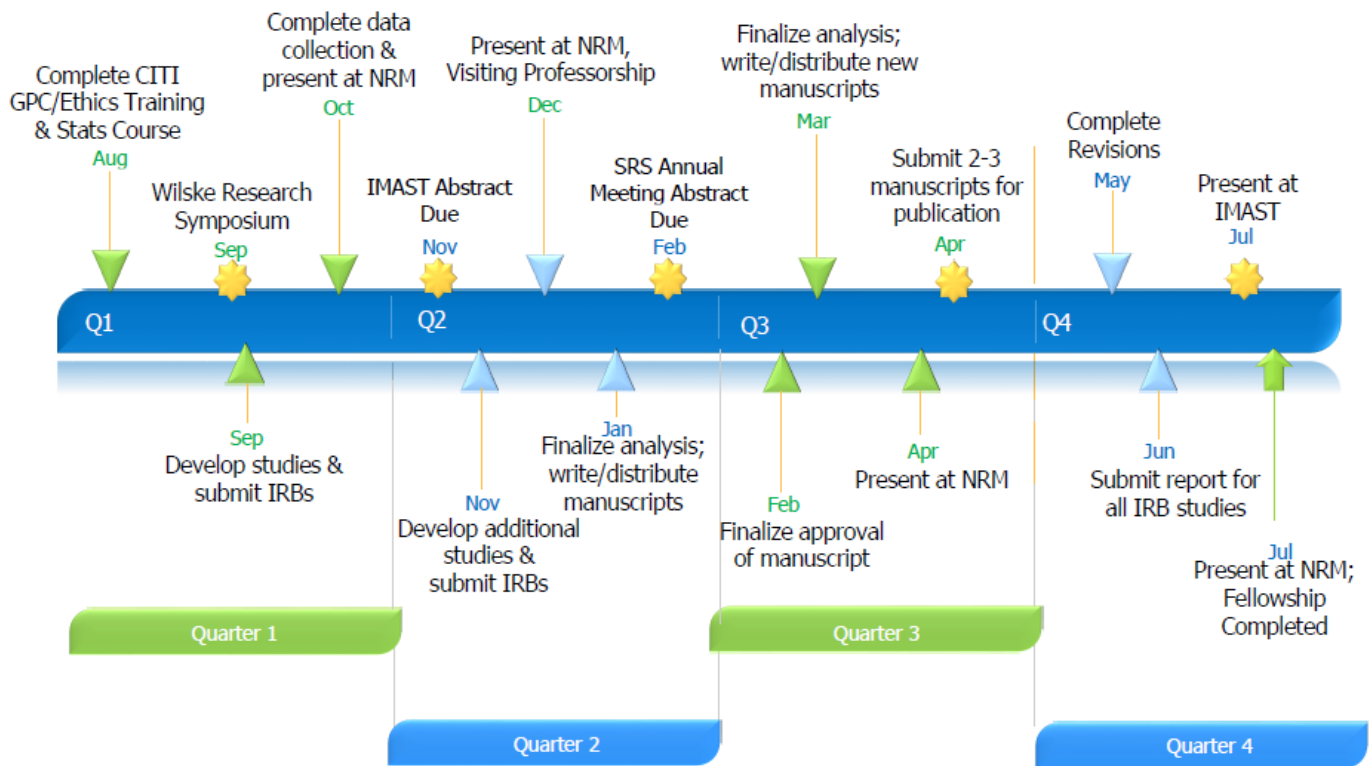 Complete CITI
GPC/Ethics Training
& Stats Course
Aug
Wilske Research
Symposium
Sep
Complete data
collection &
present at NRM
Oct
IMAST Abstract
Due
Nov
Present at NRM,
Visiting Professorship
Dec
SRS Annual
Meeting Abstract
Due
Feb
Finalize analysis;
write/distribute new
manuscripts
Mar
Submit 2-3
manuscripts for
publication
Apr
Complete
Revisions
May
Present at
IMAST
Jul
Q1
Q2
Q3
Q4
Sep
Develop studies &
submit IRBs
Nov
Develop additional
studies &
submit IRBs
Jan
Finalize analysis;
write/distribute
manuscripts
Feb
Finalize approval
of manuscript
Apr
Present at NRM
Jun
Submit report for
all IRB studies
Jul
Present at NRM;
Fellowship
Completed
Quarter 1
Quarter 2
Quarter 3
Quarter 4